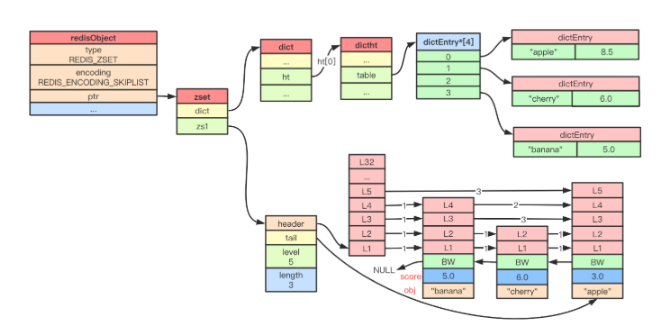 redisObject
type
REDIS_ZSET
encoding
REDIS_ENCODING_SKIPLIST
ptr
...
zset
dict
zs1
dict
...
ht
...
ht[0]
dictht
...
table
...
dictEntry*[4]
0
1
2
3
dictEntry
"apple" 8.5
dictEntry
"cherry" 6.0
dictEntry
"banana" 5.0
header
tail
level
5
length
3
L32
...
L5 3 L5
L4 1 L4 2 L4
L3 1 L3 3 L3
L2 1 L2 1 L2 1 L2
L1 1 L1 1 L1 1 L1
NULL BW BW BW
score 5.0 6.0 3.0
obj "banana" "cherry" "apple"